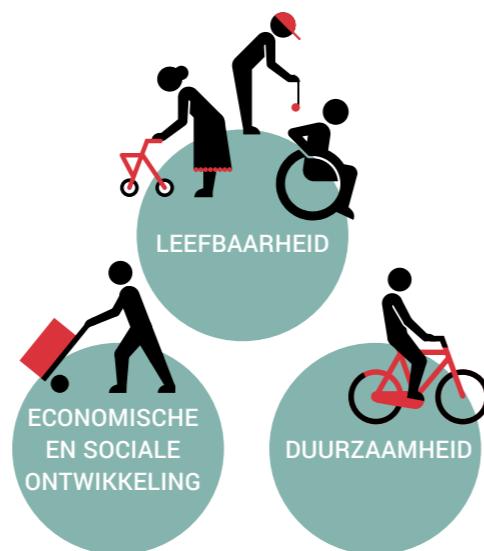 LEEFBAARHEID
ECONOMISCHE
EN SOCIALE
ONTWIKKELING
DUURZAAMHEID